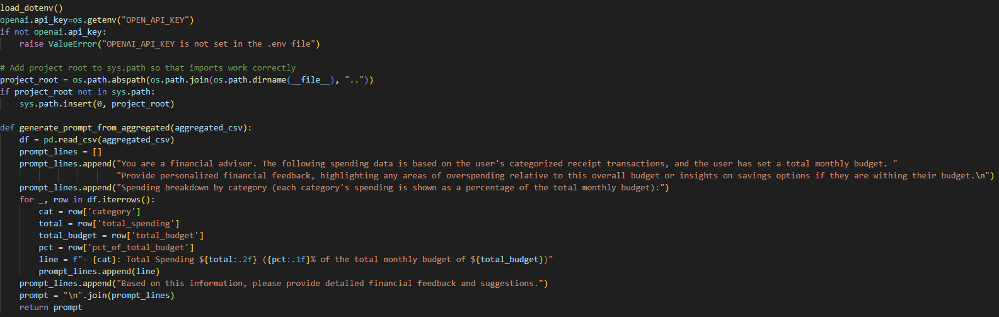 load_dotenv()
openai.api_key=os.getenv("OPEN_API_KEY")
if not openai.api_key:
    raise ValueError("OPENAI_API_KEY is not set in the .env file")

# Add project root to sys.path so that imports work correctly
project_root = os.path.abspath(os.path.join(os.path.dirname(__file__), ".."))
if project_root not in sys.path:
    sys.path.insert(0, project_root)

def generate_prompt_from_aggregated(aggregated_csv):
    df = pd.read_csv(aggregated_csv)
    prompt_lines = []
    prompt_lines.append("You are a financial advisor. The following spending data is based on the user's categorized receipt transactions, and the user has set a total monthly budget. "
                        "Provide personalized financial feedback, highlighting any areas of overspending relative to this overall budget or insights on savings options if they are withing their budget.\n")
    prompt_lines.append("Spending breakdown by category (each category's spending is shown as a percentage of the total monthly budget):")
    for _, row in df.iterrows():
        cat = row['category']
        total = row['total_spending']
        total_budget = row['total_budget']
        pct = row['pct_of_total_budget']
        line = f"- {cat}: Total Spending ${total:.2f} ({pct:.1f}% of the total monthly budget of ${total_budget})"
        prompt_lines.append(line)
    prompt_lines.append("Based on this information, please provide detailed financial feedback and suggestions.")
    prompt = "\n".join(prompt_lines)
    return prompt